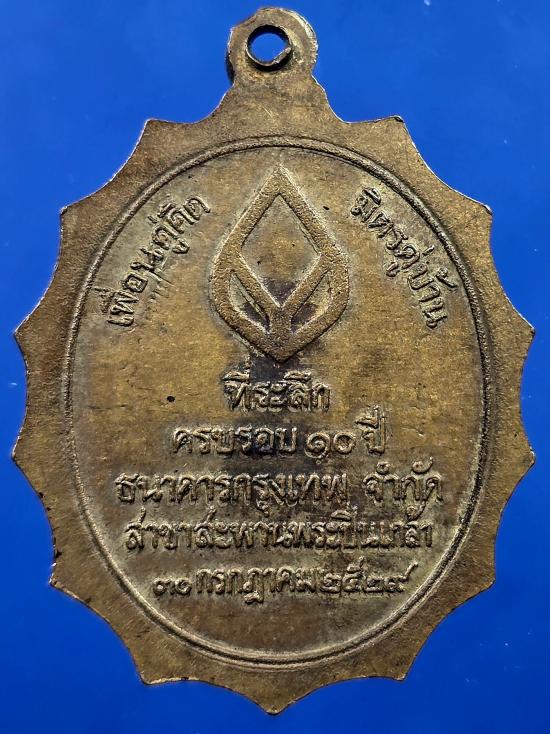 เพื่อนคู่คิด
มิตรคู่บ้าน
ที่ระลึก
ครบรอบ ๑๐ ปี
ธนาคารกรุงเทพ จำกัด
สาขาสะพานพระปิ่นเกล้า
๓๐ กรกฎาคม ๒๕๒๙